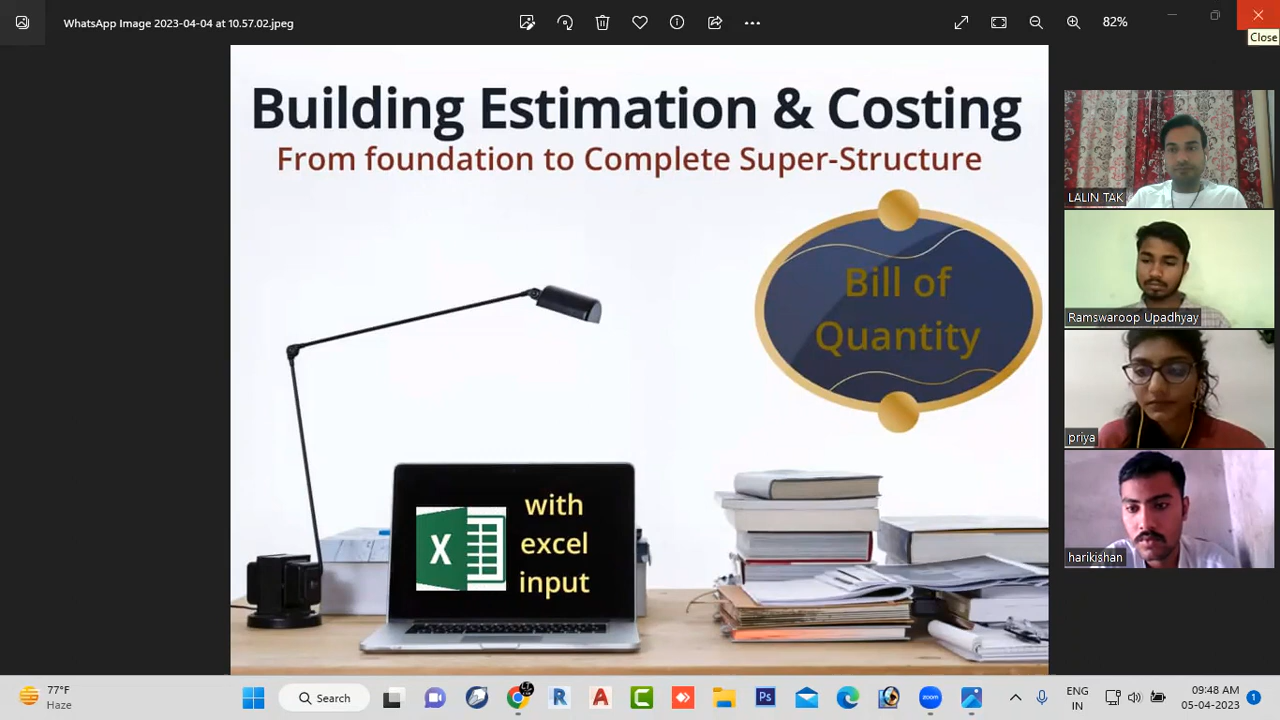 WhatsApp Image 2023-04-04 at 10.57.02.jpeg
82%
Close
Building Estimation & Costing
From foundation to Complete Super-Structure
Bill of
Quantity
X
with
excel
input
LALIN TAK
Ramswaroop Upadhyay
priya
harikishan
77°F
Haze
Search
R
A
C
Ps
ENG
IN
09:48 AM
05-04-2023
1